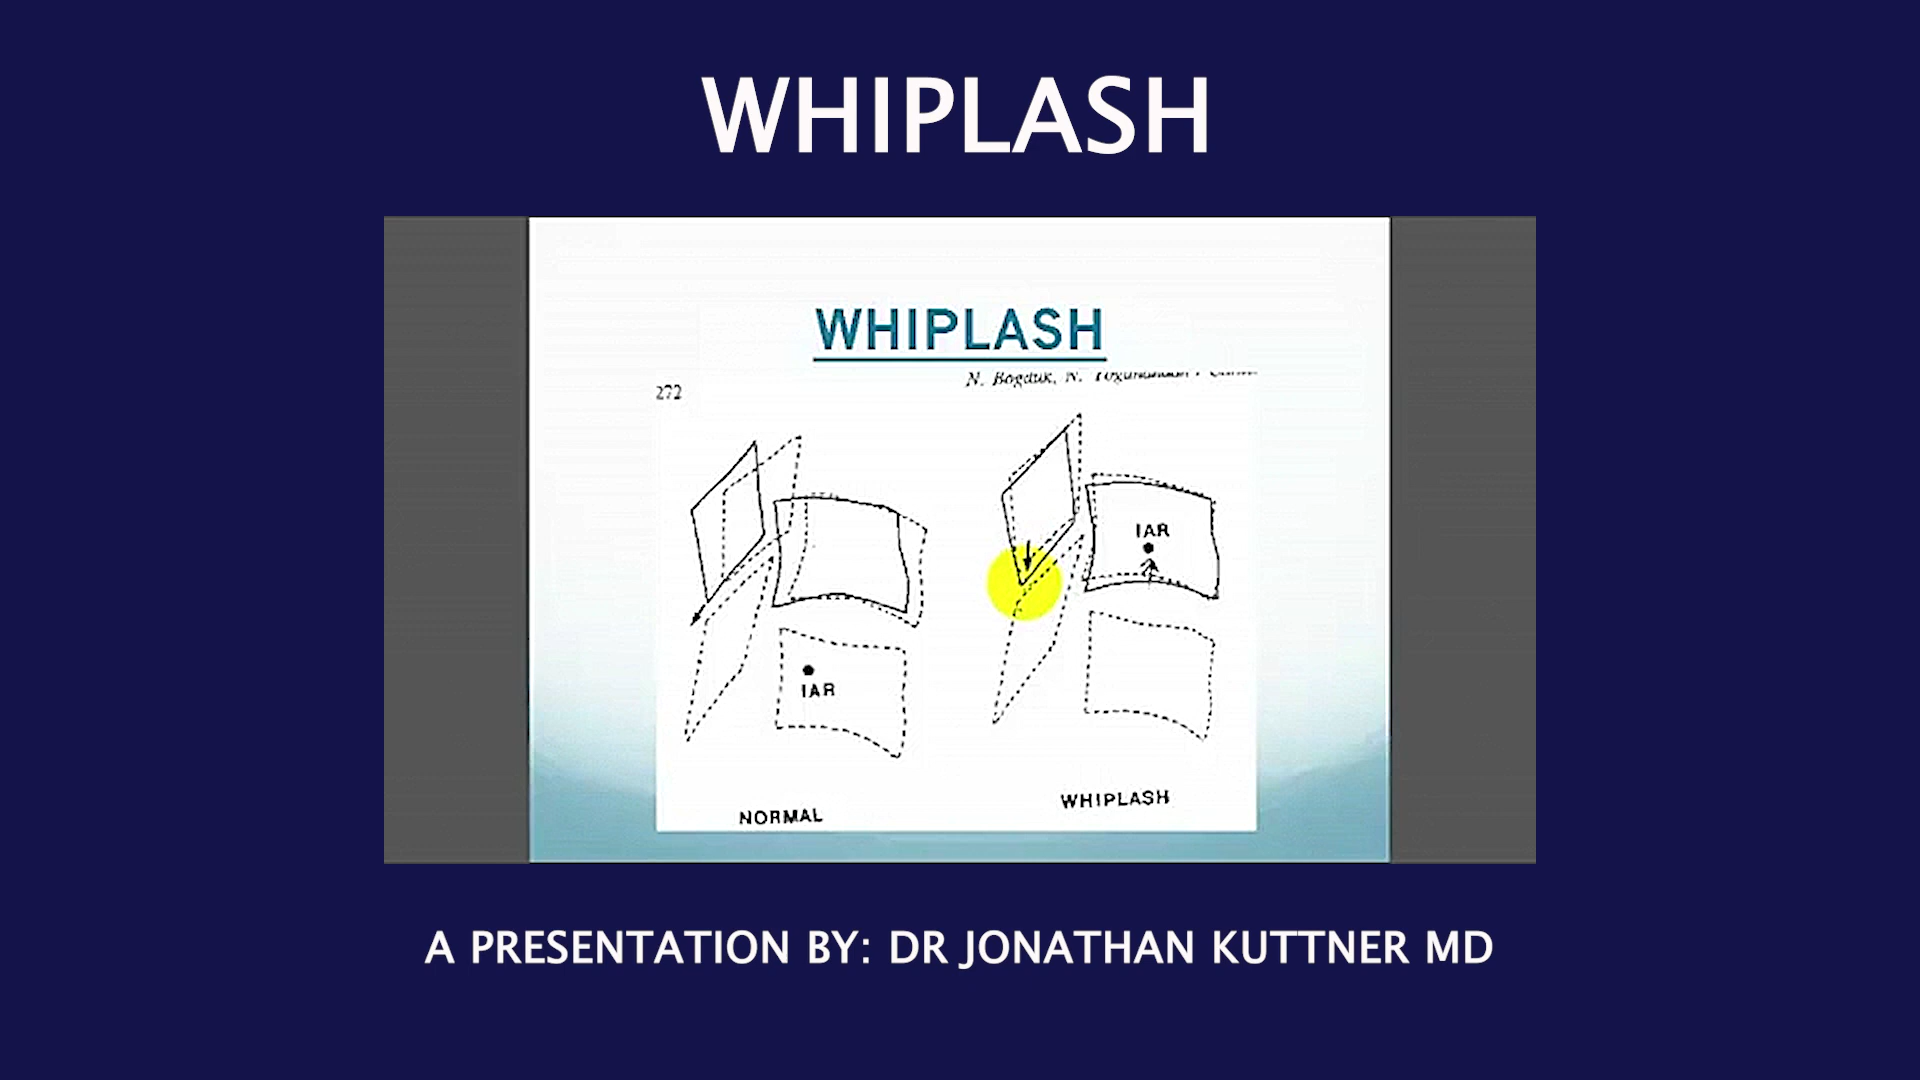 WHIPLASH
WHIPLASH
272
N. Bogduk, N.
IAR
IAR
WHIPLASH
NORMAL
A PRESENTATION BY: DR JONATHAN KUTTNER MD